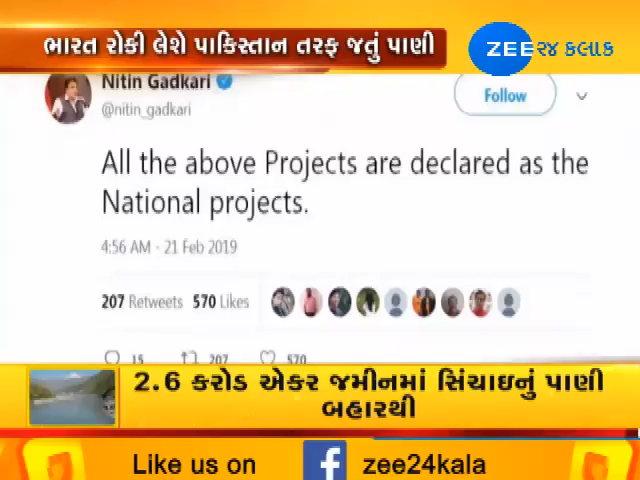 ભારત રોકી લેશે પાકિસ્તાન તરફ જતું પાણી
ZEE ૨૪ કલાક
Nitin Gadkari
@nitin_gadkari
Follow
All the above Projects are declared as the
National projects.
4:56 AM - 21 Feb 2019
207 Retweets 570 Likes
15 207 570
2.6 કરોડ એકર જમીનમાં સિંચાઇનું પાણી
બહારથી
Like us on f zee24kala